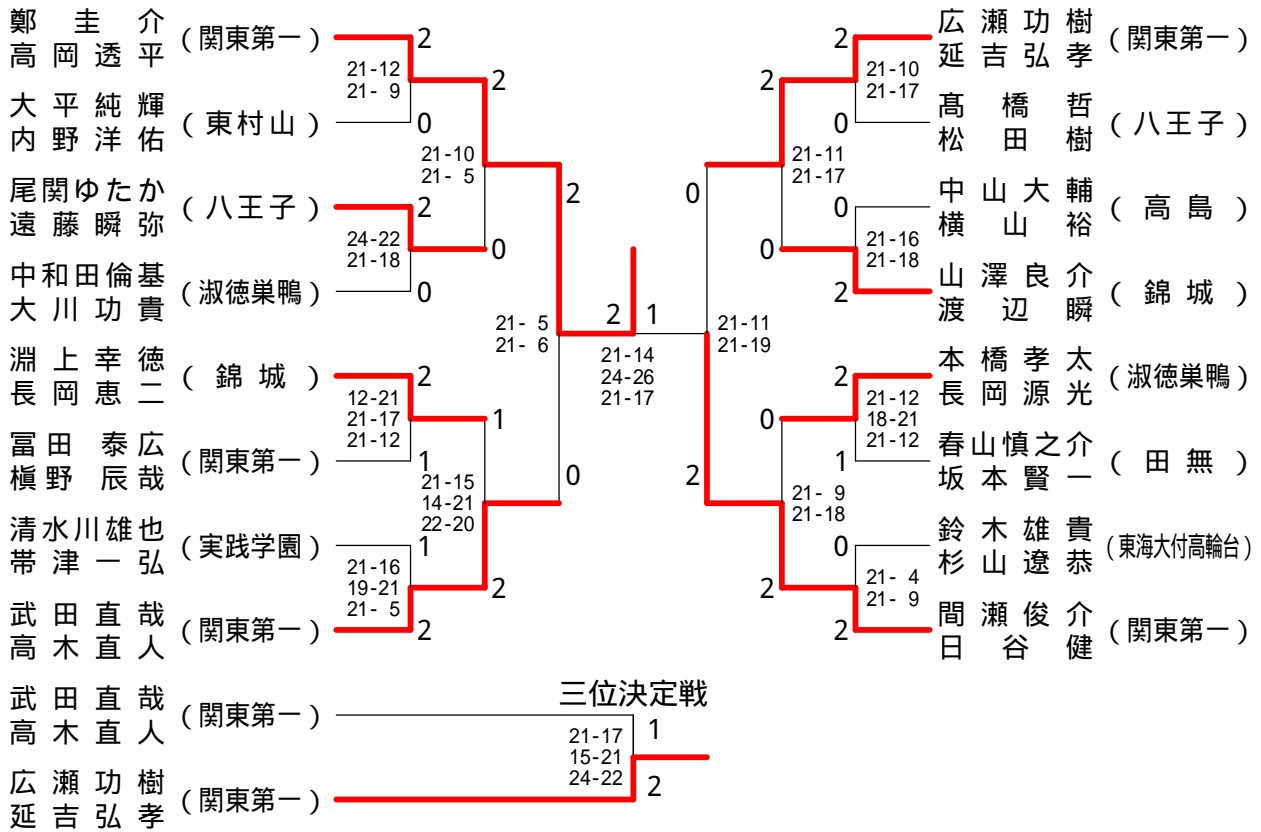 鄭圭介
高岡透平
(関東第一)
2
21-12
21- 9
大平純輝
内野洋佑
(東村山)
0
2
21-10
21- 5
尾関ゆたか
遠藤瞬弥
(八王子)
2
24-22
21-18
中和田倫基
大川功貴
(淑徳巣鴨)
0
0
2
21- 5
21- 6
淵上幸徳
長岡恵二
(錦城)
2
12-21
21-17
21-12
冨田泰広
槇野辰哉
(関東第一)
1
1
21-15
14-21
22-20
清水川雄也
帯津一弘
(実践学園)
1
21-16
19-21
21- 5
武田直哉
高木直人
(関東第一)
2
2
0
2
1
21-14
24-26
21-17
広瀬功樹
延吉弘孝
(関東第一)
2
21-10
21-17
髙橋哲
松田樹
(八王子)
0
2
21-11
21-17
中山大輔
横山裕
(高島)
0
21-16
21-18
山澤良介
渡辺瞬
(錦城)
2
0
0
21-11
21-19
本橋孝太
長岡源光
(淑徳巣鴨)
2
21-12
18-21
21-12
春山慎之介
坂本賢一
(田無)
1
0
21- 9
21-18
鈴木雄貴
杉山遼恭
(東海大付高輪台)
0
21- 4
21- 9
間瀬俊介
日谷健
(関東第一)
2
2
2
三位決定戦
武田直哉
高木直人
(関東第一)
1
21-17
15-21
24-22
広瀬功樹
延吉弘孝
(関東第一)
2